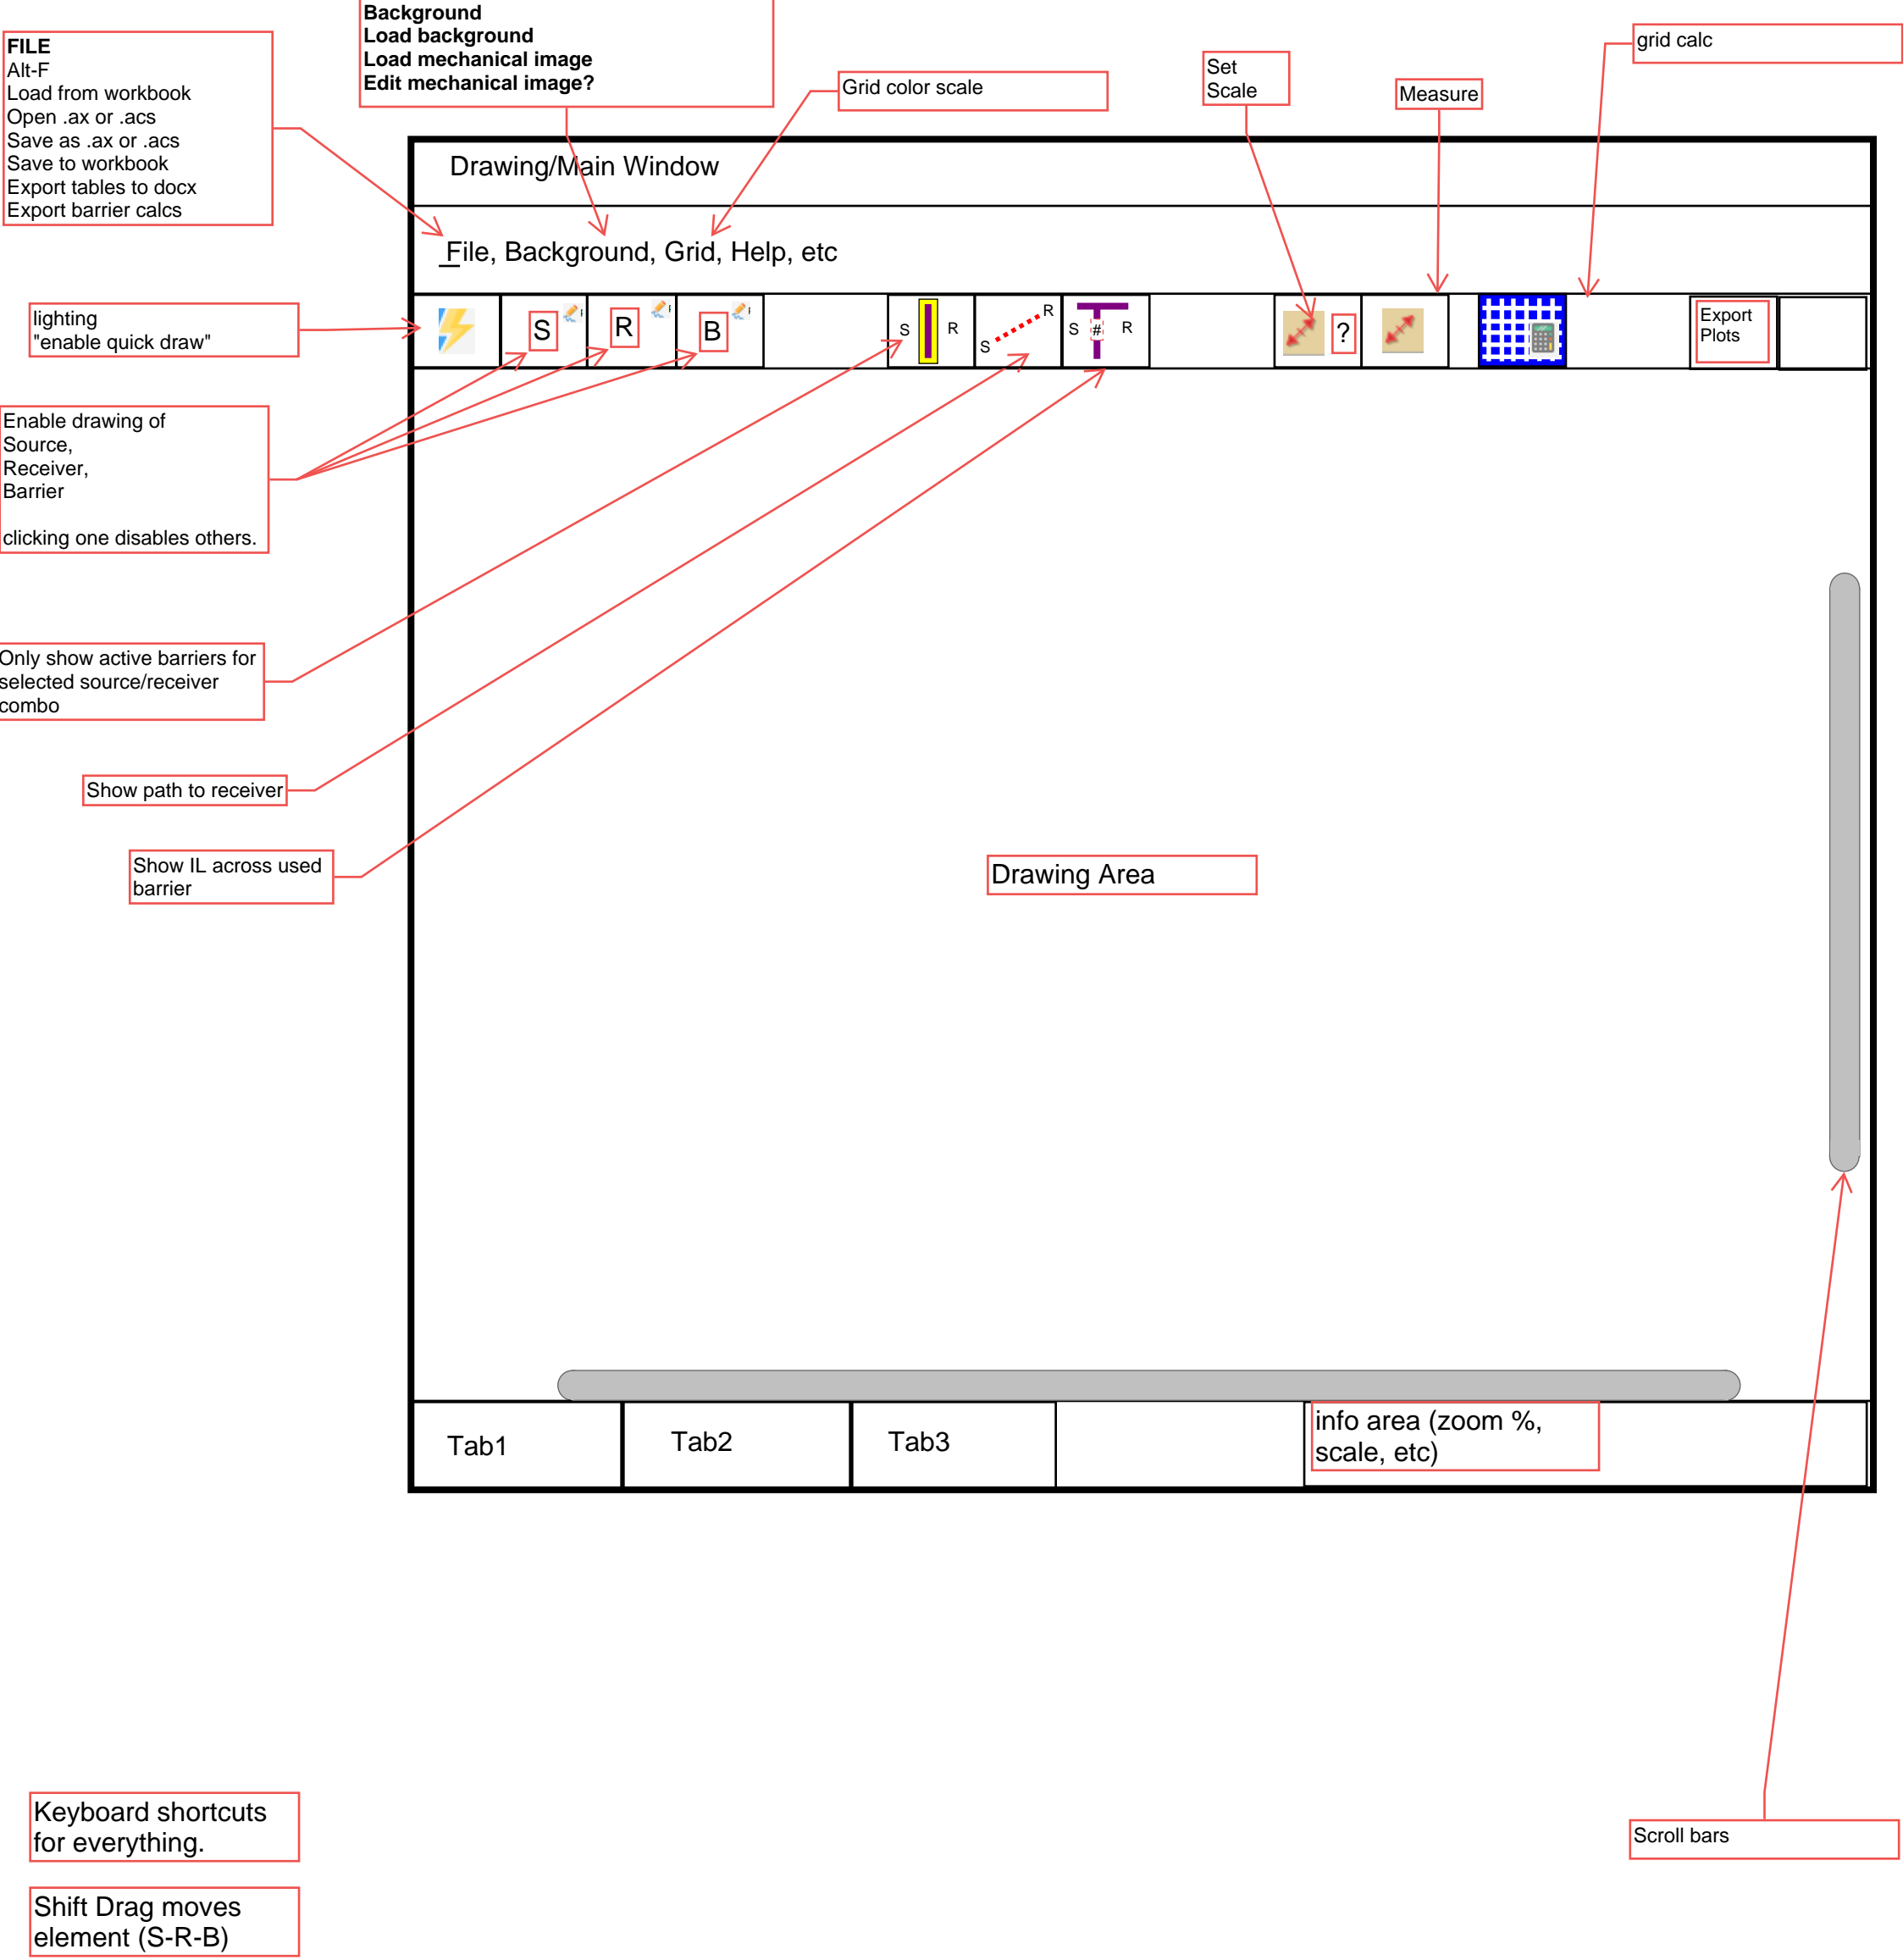 Background
Load background
Load mechanical image
Edit mechanical image?
FILE
Alt-F
Load from workbook
Open .ax or .acs
Save as .ax or .acs
Save to workbook
Export tables to docx
Export barrier calcs
Grid color scale
Set
Scale
Measure
grid calc
Drawing/Main Window
File, Background, Grid, Help, etc
lighting
"enable quick draw"
S
R
B
S R
S R
S # R
?
Export
Plots
Enable drawing of
Source,
Receiver,
Barrier
clicking one disables others.
Only show active barriers for
selected source/receiver
combo
Show path to receiver
Show IL across used
barrier
Drawing Area
Tab1
Tab2
Tab3
info area (zoom %,
scale, etc)
Keyboard shortcuts
for everything.
Scroll bars
Shift Drag moves
element (S-R-B)